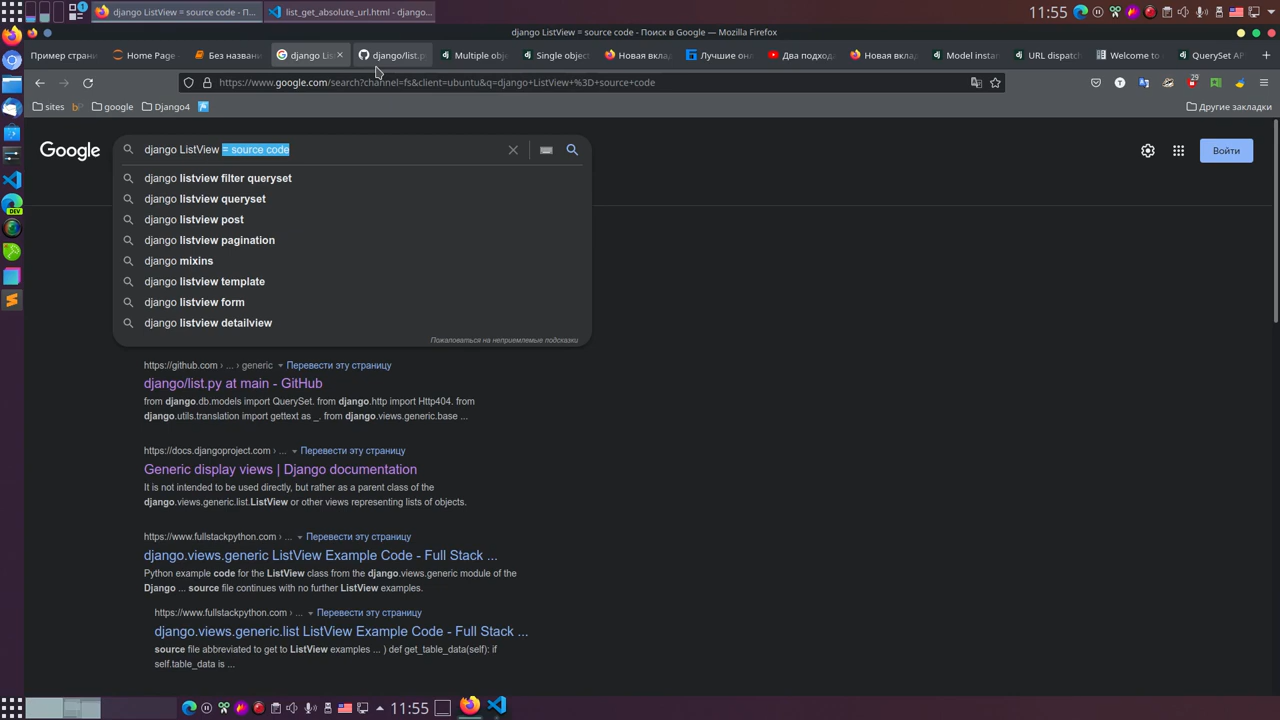 django ListView = source code - П...
list_get_absolute_url.html - django...
11:55
django ListView = source code - Поиск в Google — Mozilla Firefox
Пример страни
Home Page -
Без названи
django Lis
django/list.p
Multiple obj
Single object
Новая вклад
Лучшие онл
Два подхода
Новая вклад
Model instan
URL dispatch
Welcome to
QuerySet AP
https://www.google.com/search?channel=fs&client=ubuntu&q=django+ListView+%3D+source+code
29
sites
bP
google
Django4
Другие закладки
Google
django ListView = source code
Войти
django listview filter queryset
django listview queryset
django listview post
django listview pagination
django mixins
django listview template
django listview form
django listview detailview
Пожаловаться на неприемлемые подсказки
https://github.com › ... › generic
Перевести эту страницу
django/list.py at main - GitHub
from django.db.models import QuerySet. from django.http import Http404. from
django.utils.translation import gettext as _. from django.views.generic.base ...
https://docs.djangoproject.com › ...
Перевести эту страницу
Generic display views | Django documentation
It is not intended to be used directly, but rather as a parent class of the
django.views.generic.list.ListView or other views representing lists of objects.
https://www.fullstackpython.com › ...
Перевести эту страницу
django.views.generic ListView Example Code - Full Stack ...
Python example code for the ListView class from the django.views.generic module of the
Django ... source file continues with no further ListView examples.
https://www.fullstackpython.com › ...
Перевести эту страницу
django.views.generic.list ListView Example Code - Full Stack ...
source file abbreviated to get to ListView examples ... ) def get_table_data(self): if
self.table_data is ...
DEV
11:55